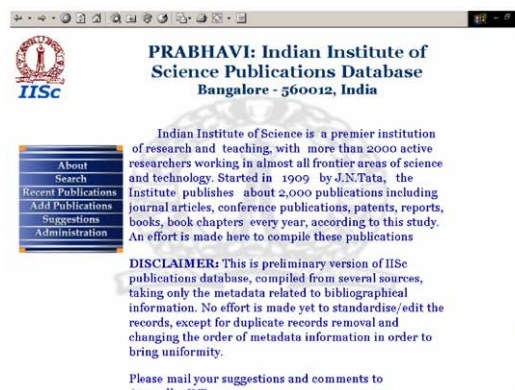 PRABHAVI: Indian Institute of
Science Publications Database
Bangalore - 560012, India
IISc
About
Search
Recent Publications
Add Publications
Suggestions
Administration
Indian Institute of Science is a premier institution
of research and teaching, with more than 2000 active
researchers working in almost all frontier areas of science
and technology. Started in 1909 by J.N.Tata, the
Institute publishes about 2,000 publications including
journal articles, conference publications, patents, reports,
books, book chapters every year, according to this study.
An effort is made here to compile these publications
DISCLAIMER: This is preliminary version of IISc
publications database, compiled from several sources,
taking only the metadata related to bibliographical
information. No effort is made yet to standardise/edit the
records, except for duplicate records removal and
changing the order of metadata information in order to
bring uniformity.
Please mail your suggestions and comments to